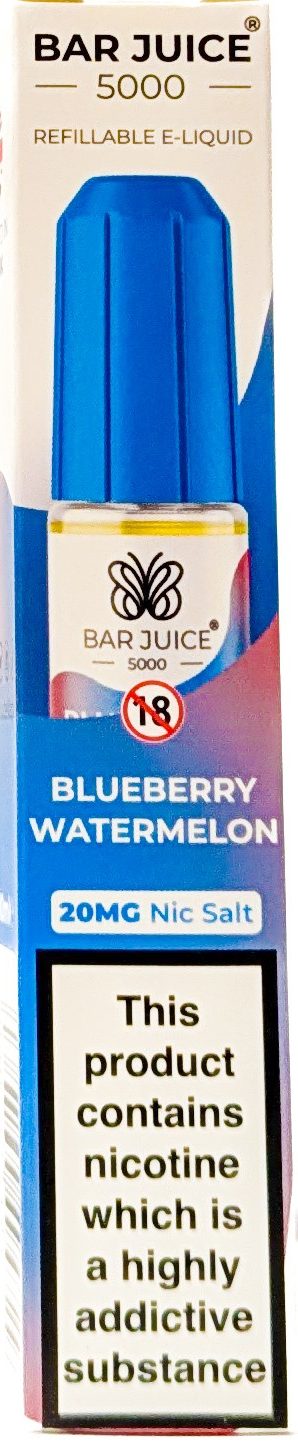 BAR JUICE®
5000
REFILLABLE E-LIQUID
BAR JUICE®
5000
18
BLUEBERRY
WATERMELON
20MG Nic Salt
This
product
contains
nicotine
which is
a highly
addictive
substance